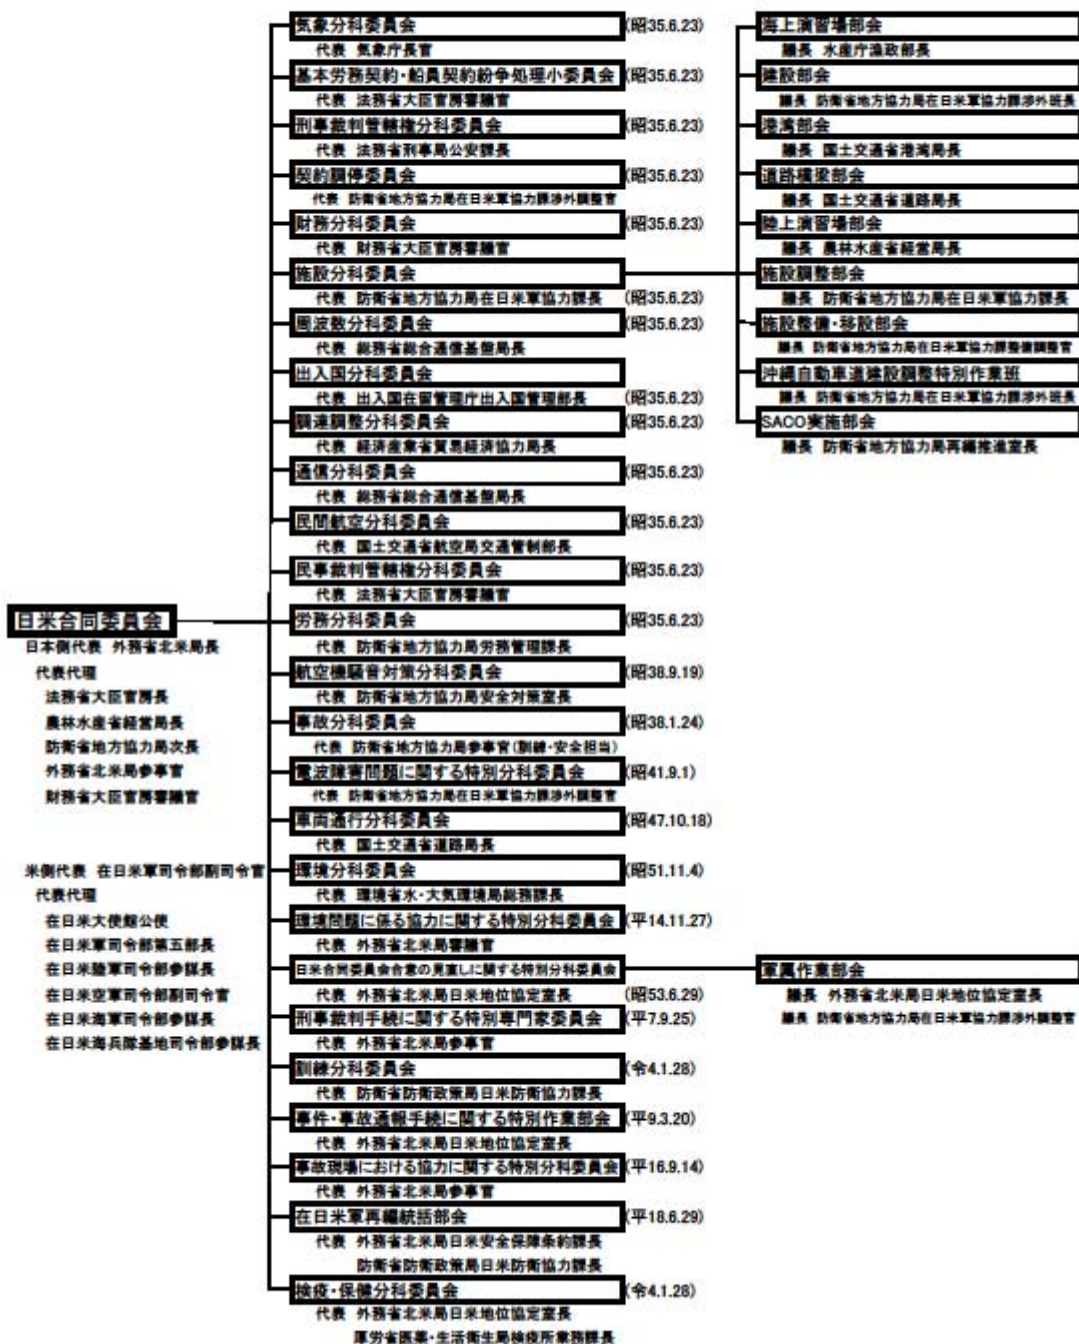 日米合同委員会
日本側代表 外務省北米局長
代表代理
法務省大臣官房長
農林水産省経営局長
防衛省地方協力局次長
外務省北米局参事官
財務省大臣官房審議官
米側代表 在日米軍司令部副司令官
代表代理
在日米大使館公使
在日米軍司令部第五部長
在日米陸軍司令部参謀長
在日米空軍司令部副司令官
在日米海軍司令部参謀長
在日米海兵隊基地司令部参謀長
気象分科委員会 (昭35.6.23)
代表 気象庁長官
基本労務契約・船員契約紛争処理小委員会 (昭35.6.23)
代表 法務省大臣官房審議官
刑事裁判管轄権分科委員会 (昭35.6.23)
代表 法務省刑事局公安課長
契約調停委員会 (昭35.6.23)
代表 防衛省地方協力局在日米軍協力課渉外調整官
財務分科委員会 (昭35.6.23)
代表 財務省大臣官房審議官
施設分科委員会
代表 防衛省地方協力局在日米軍協力課長 (昭35.6.23)
周波数分科委員会 (昭35.6.23)
代表 総務省総合通信基盤局長
出入国分科委員会
代表 出入国在留管理庁出入国管理部長 (昭35.6.23)
調達調整分科委員会 (昭35.6.23)
代表 経済産業省貿易経済協力局長
通信分科委員会 (昭35.6.23)
代表 総務省総合通信基盤局長
民間航空分科委員会 (昭35.6.23)
代表 国土交通省航空局交通管制部長
民事裁判管轄権分科委員会 (昭35.6.23)
代表 法務省大臣官房審議官
労務分科委員会 (昭35.6.23)
代表 防衛省地方協力局労務管理課長
航空機騒音対策分科委員会 (昭38.9.19)
代表 防衛省地方協力局安全対策室長
事故分科委員会 (昭38.1.24)
代表 防衛省地方協力局参事官(訓練・安全担当)
電波障害問題に関する特別分科委員会 (昭41.9.1)
代表 防衛省地方協力局在日米軍協力課渉外調整官
車両通行分科委員会 (昭47.10.18)
代表 国土交通省道路局長
環境分科委員会 (昭51.11.4)
代表 環境省水・大気環境局総務課長
環境問題に係る協力に関する特別分科委員会 (平14.11.27)
代表 外務省北米局審議官
日米合同委員会合意の見直しに関する特別分科委員会
代表 外務省北米局日米地位協定室長 (昭53.6.29)
刑事裁判手続に関する特別専門家委員会 (平7.9.25)
代表 外務省北米局参事官
訓練分科委員会 (令4.1.28)
代表 防衛省防衛政策局日米防衛協力課長
事件・事故通報手続に関する特別作業部会 (平9.3.20)
代表 外務省北米局日米地位協定室長
事故現場における協力に関する特別分科委員会 (平16.9.14)
代表 外務省北米局参事官
在日米軍再編統括部会 (平18.6.29)
代表 外務省北米局日米安全保障条約課長
防衛省防衛政策局日米防衛協力課長
検疫・保健分科委員会 (令4.1.28)
代表 外務省北米局日米地位協定室長
厚労省医薬・生活衛生局検疫所業務課長
海上演習場部会
議長 水産庁漁政部長
建設部会
議長 防衛省地方協力局在日米軍協力課渉外班長
港湾部会
議長 国土交通省港湾局長
道路橋梁部会
議長 国土交通省道路局長
陸上演習場部会
議長 農林水産省経営局長
施設調整部会
議長 防衛省地方協力局在日米軍協力課長
施設整備・移設部会
議長 防衛省地方協力局在日米軍協力課整備調整官
沖縄自動車道建設調整特別作業班
議長 防衛省地方協力局在日米軍協力課渉外班長
SACO実施部会
議長 防衛省地方協力局再編推進室長
軍属作業部会
議長 外務省北米局日米地位協定室長
議長 防衛省地方協力局在日米軍協力課渉外調整官